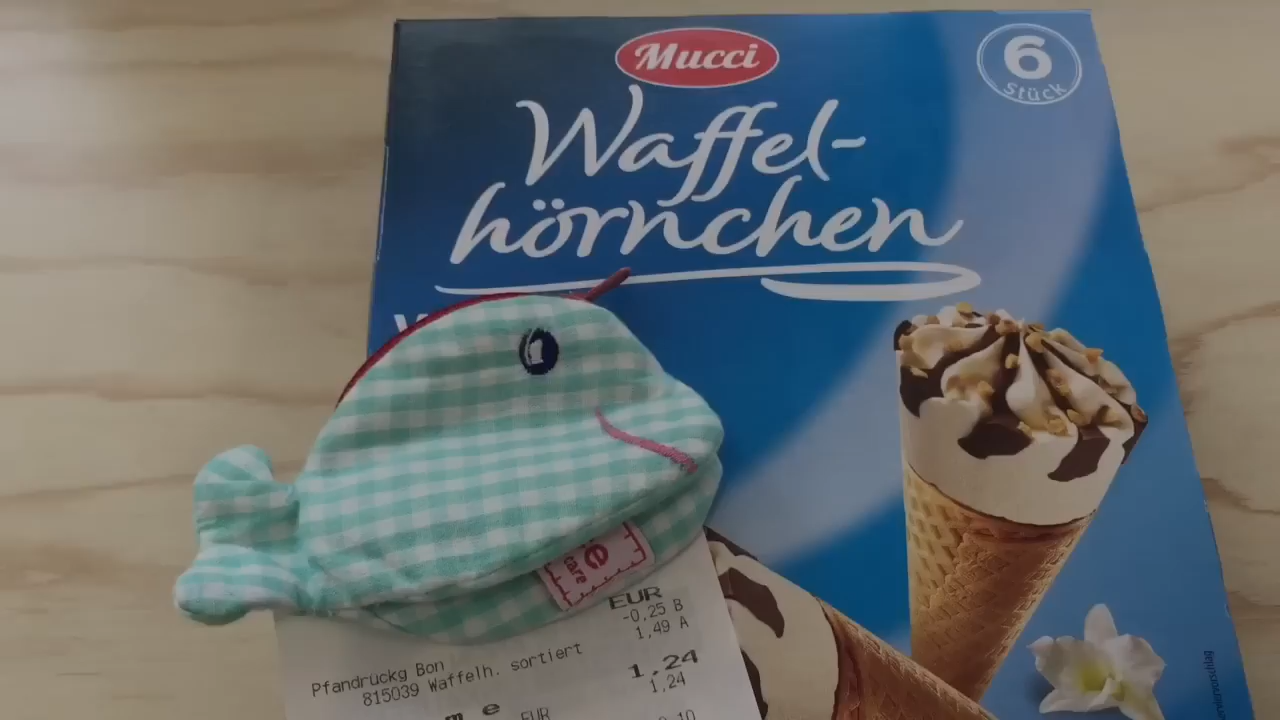 Mucci
6
Stück
Waffel-
hörnchen
e
care
EUR
Pfandrückg Bon -0,25 B
815039 Waffelh. sortiert 1,49 A
1,24
1,24
EUR